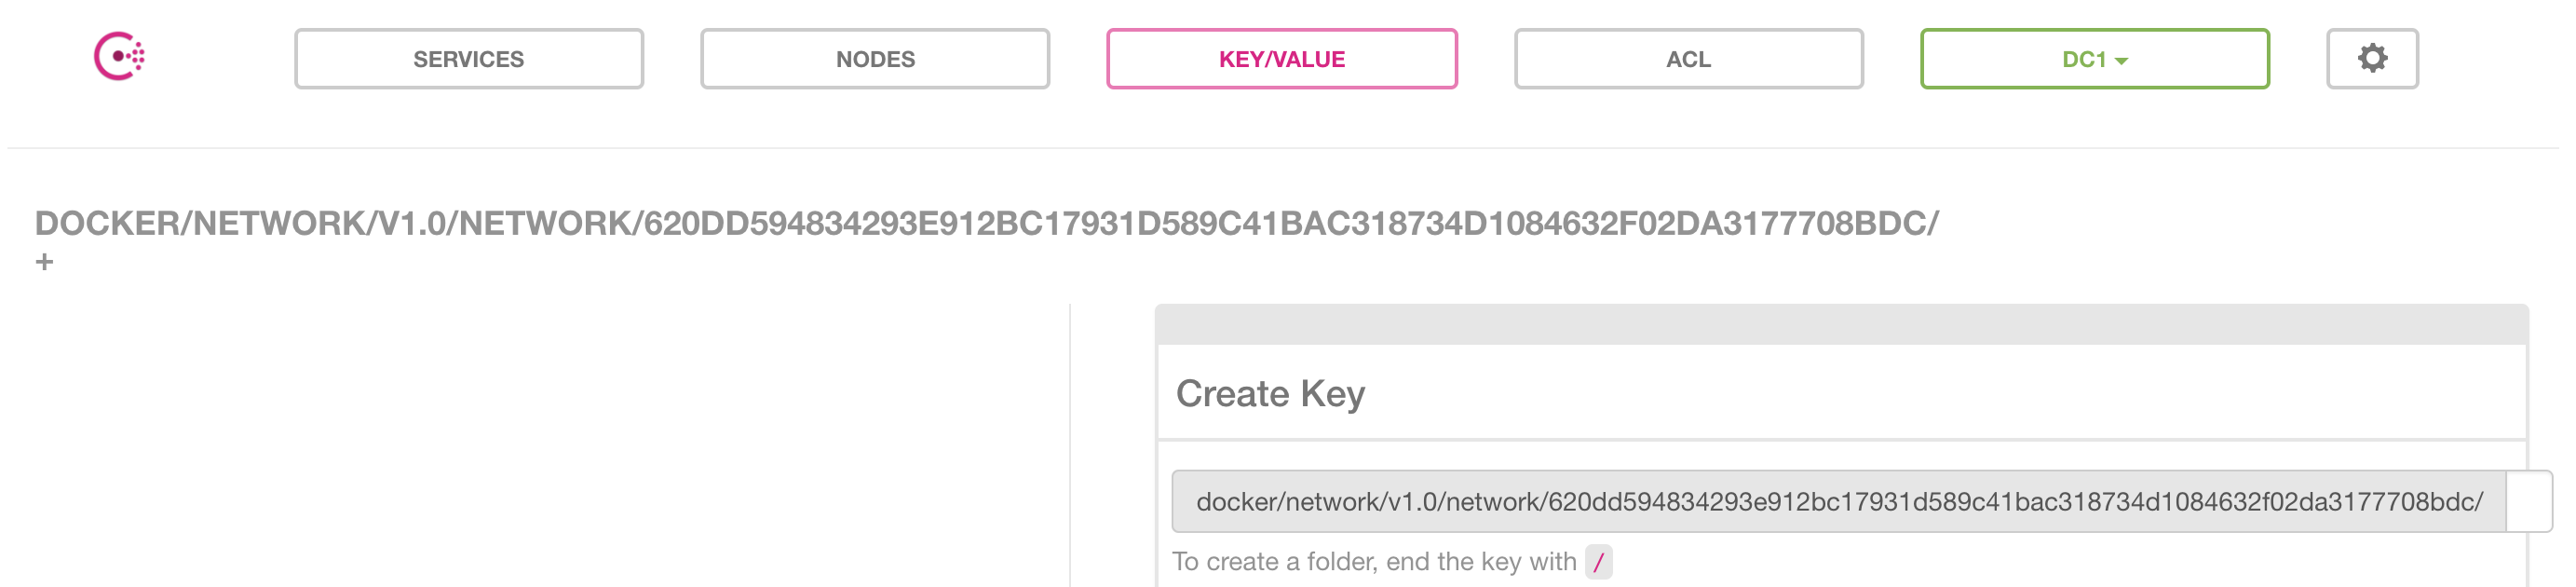 SERVICES NODES KEY/VALUE ACL DC1
DOCKER/NETWORK/V1.0/NETWORK/620DD594834293E912BC17931D589C41BAC318734D1084632F02DA3177708BDC/
+
Create Key
docker/network/v1.0/network/620dd594834293e912bc17931d589c41bac318734d1084632f02da3177708bdc/
To create a folder, end the key with /